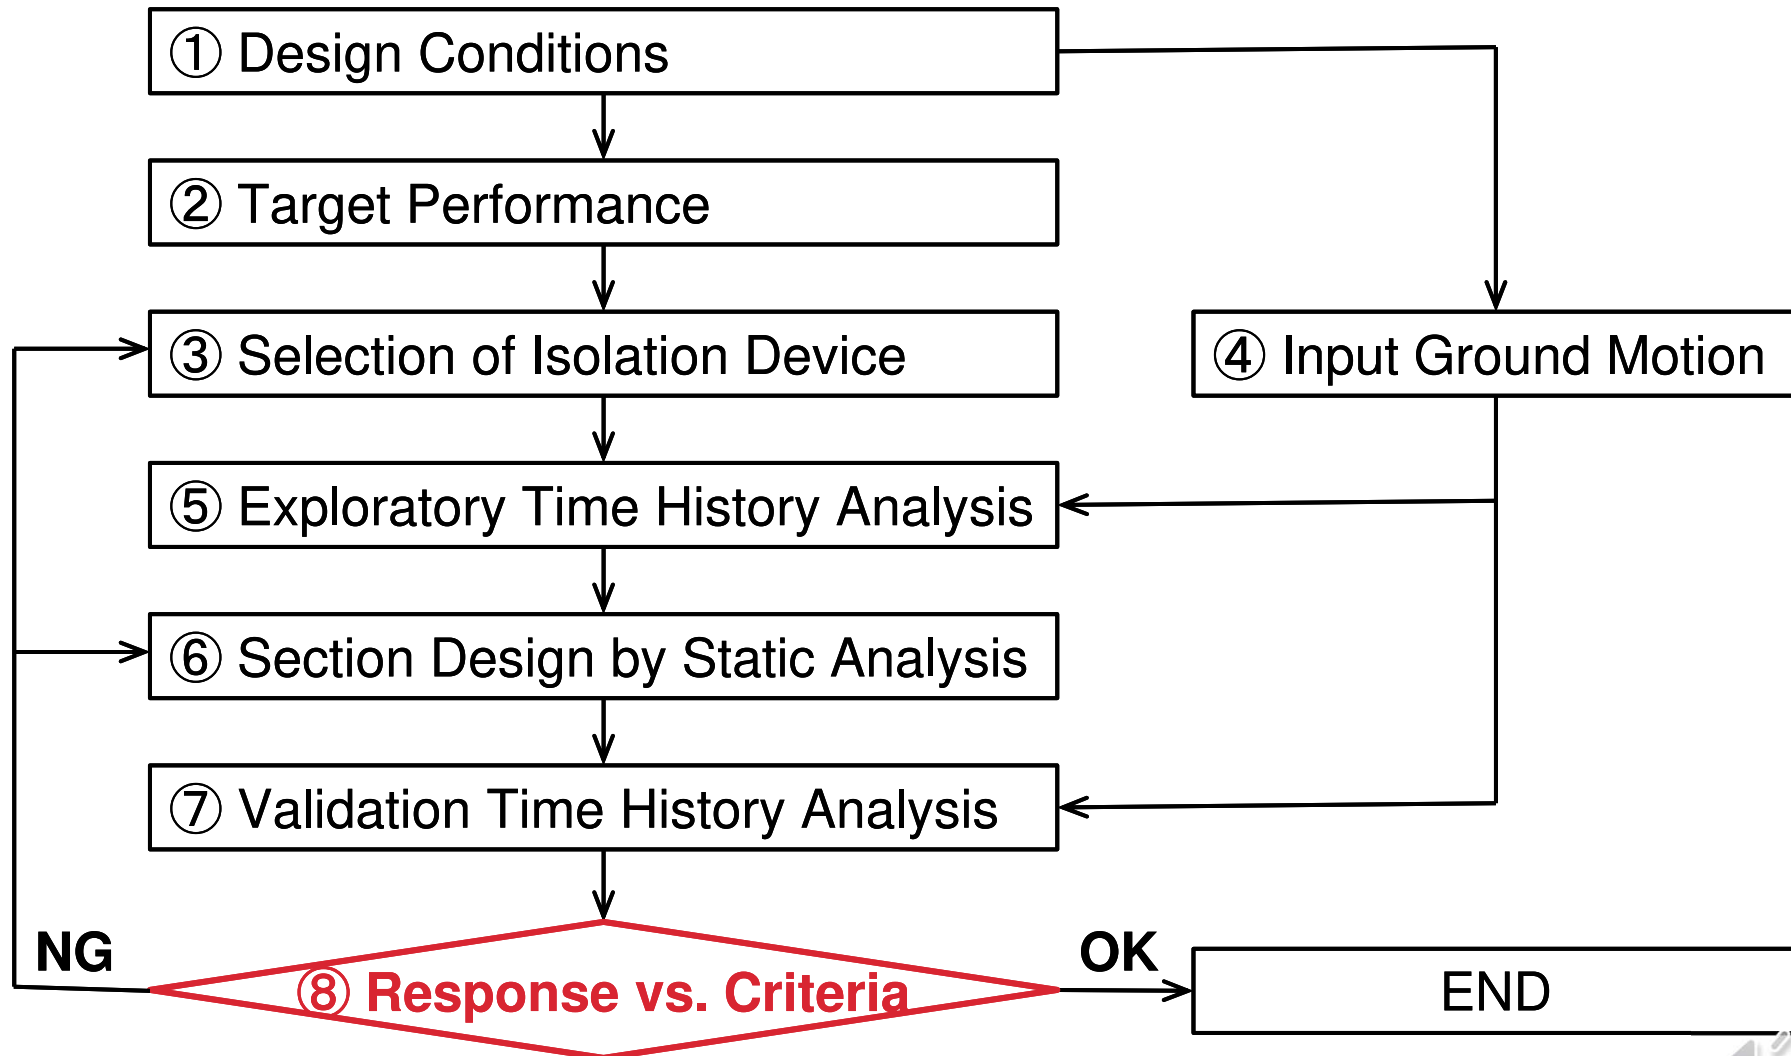 ① Design Conditions
② Target Performance
③ Selection of Isolation Device
④ Input Ground Motion
⑤ Exploratory Time History Analysis
⑥ Section Design by Static Analysis
⑦ Validation Time History Analysis
NG
⑧ Response vs. Criteria
OK
END